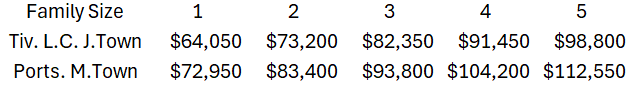 Family Size 1 2 3 4 5
Tiv. L.C. J.Town $64,050 $73,200 $82,350 $91,450 $98,800
Ports. M.Town $72,950 $83,400 $93,800 $104,200 $112,550